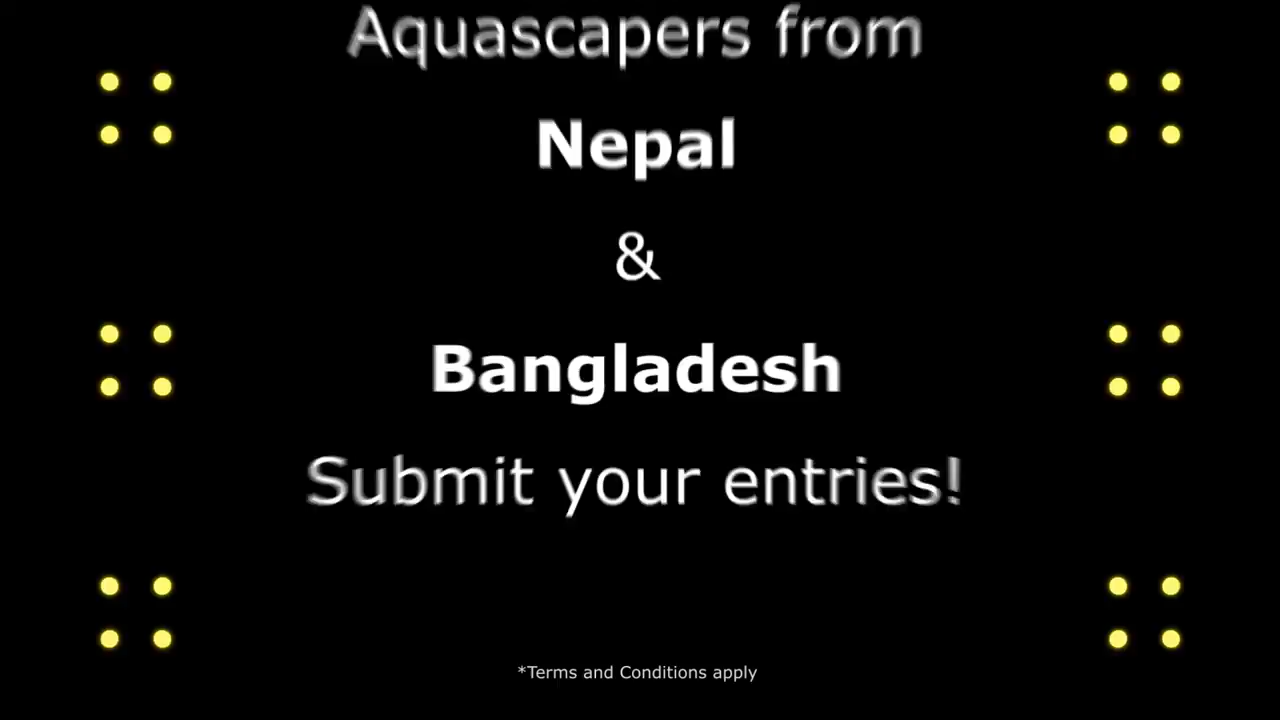 Aquascapers from
Nepal
&
Bangladesh
Submit your entries!
*Terms and Conditions apply